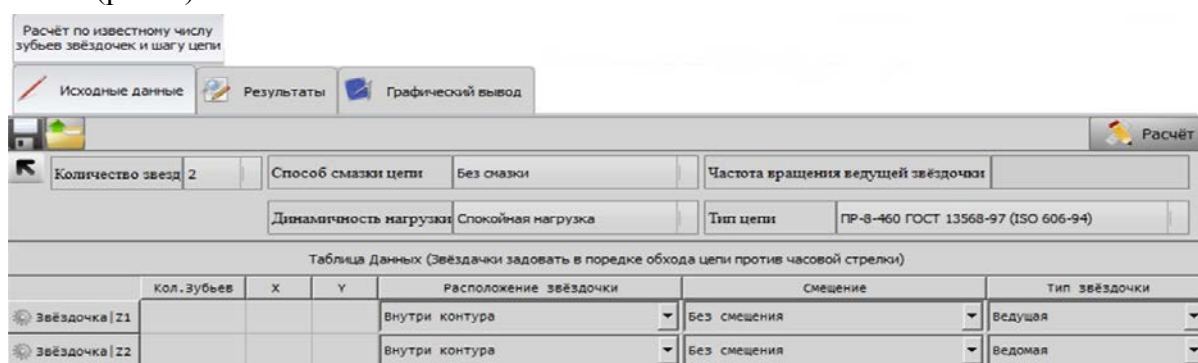 Расчёт по известному числу
зубьев звёздочек и шагу цепи
Исходные данные Результаты Графический вывод
Расчёт
Количество звезд 2 Способ смазки цепи Без смазки Частота вращения ведущей звёздочки
Динамичность нагрузки Спокойная нагрузка Тип цепи ПР-8-460 ГОСТ 13568-97 (ISO 606-94)
Таблица Данных (Звёздачки задовать в поредке обхода цепи против часовой стрелки)
Кол.Зубьев X Y Расположение звёздочки Смещение Тип звёздочки
Звёздочка|Z1 Внутри контура Без смещения Ведущая
Звёздочка|Z2 Внутри контура Без смещения Ведомая